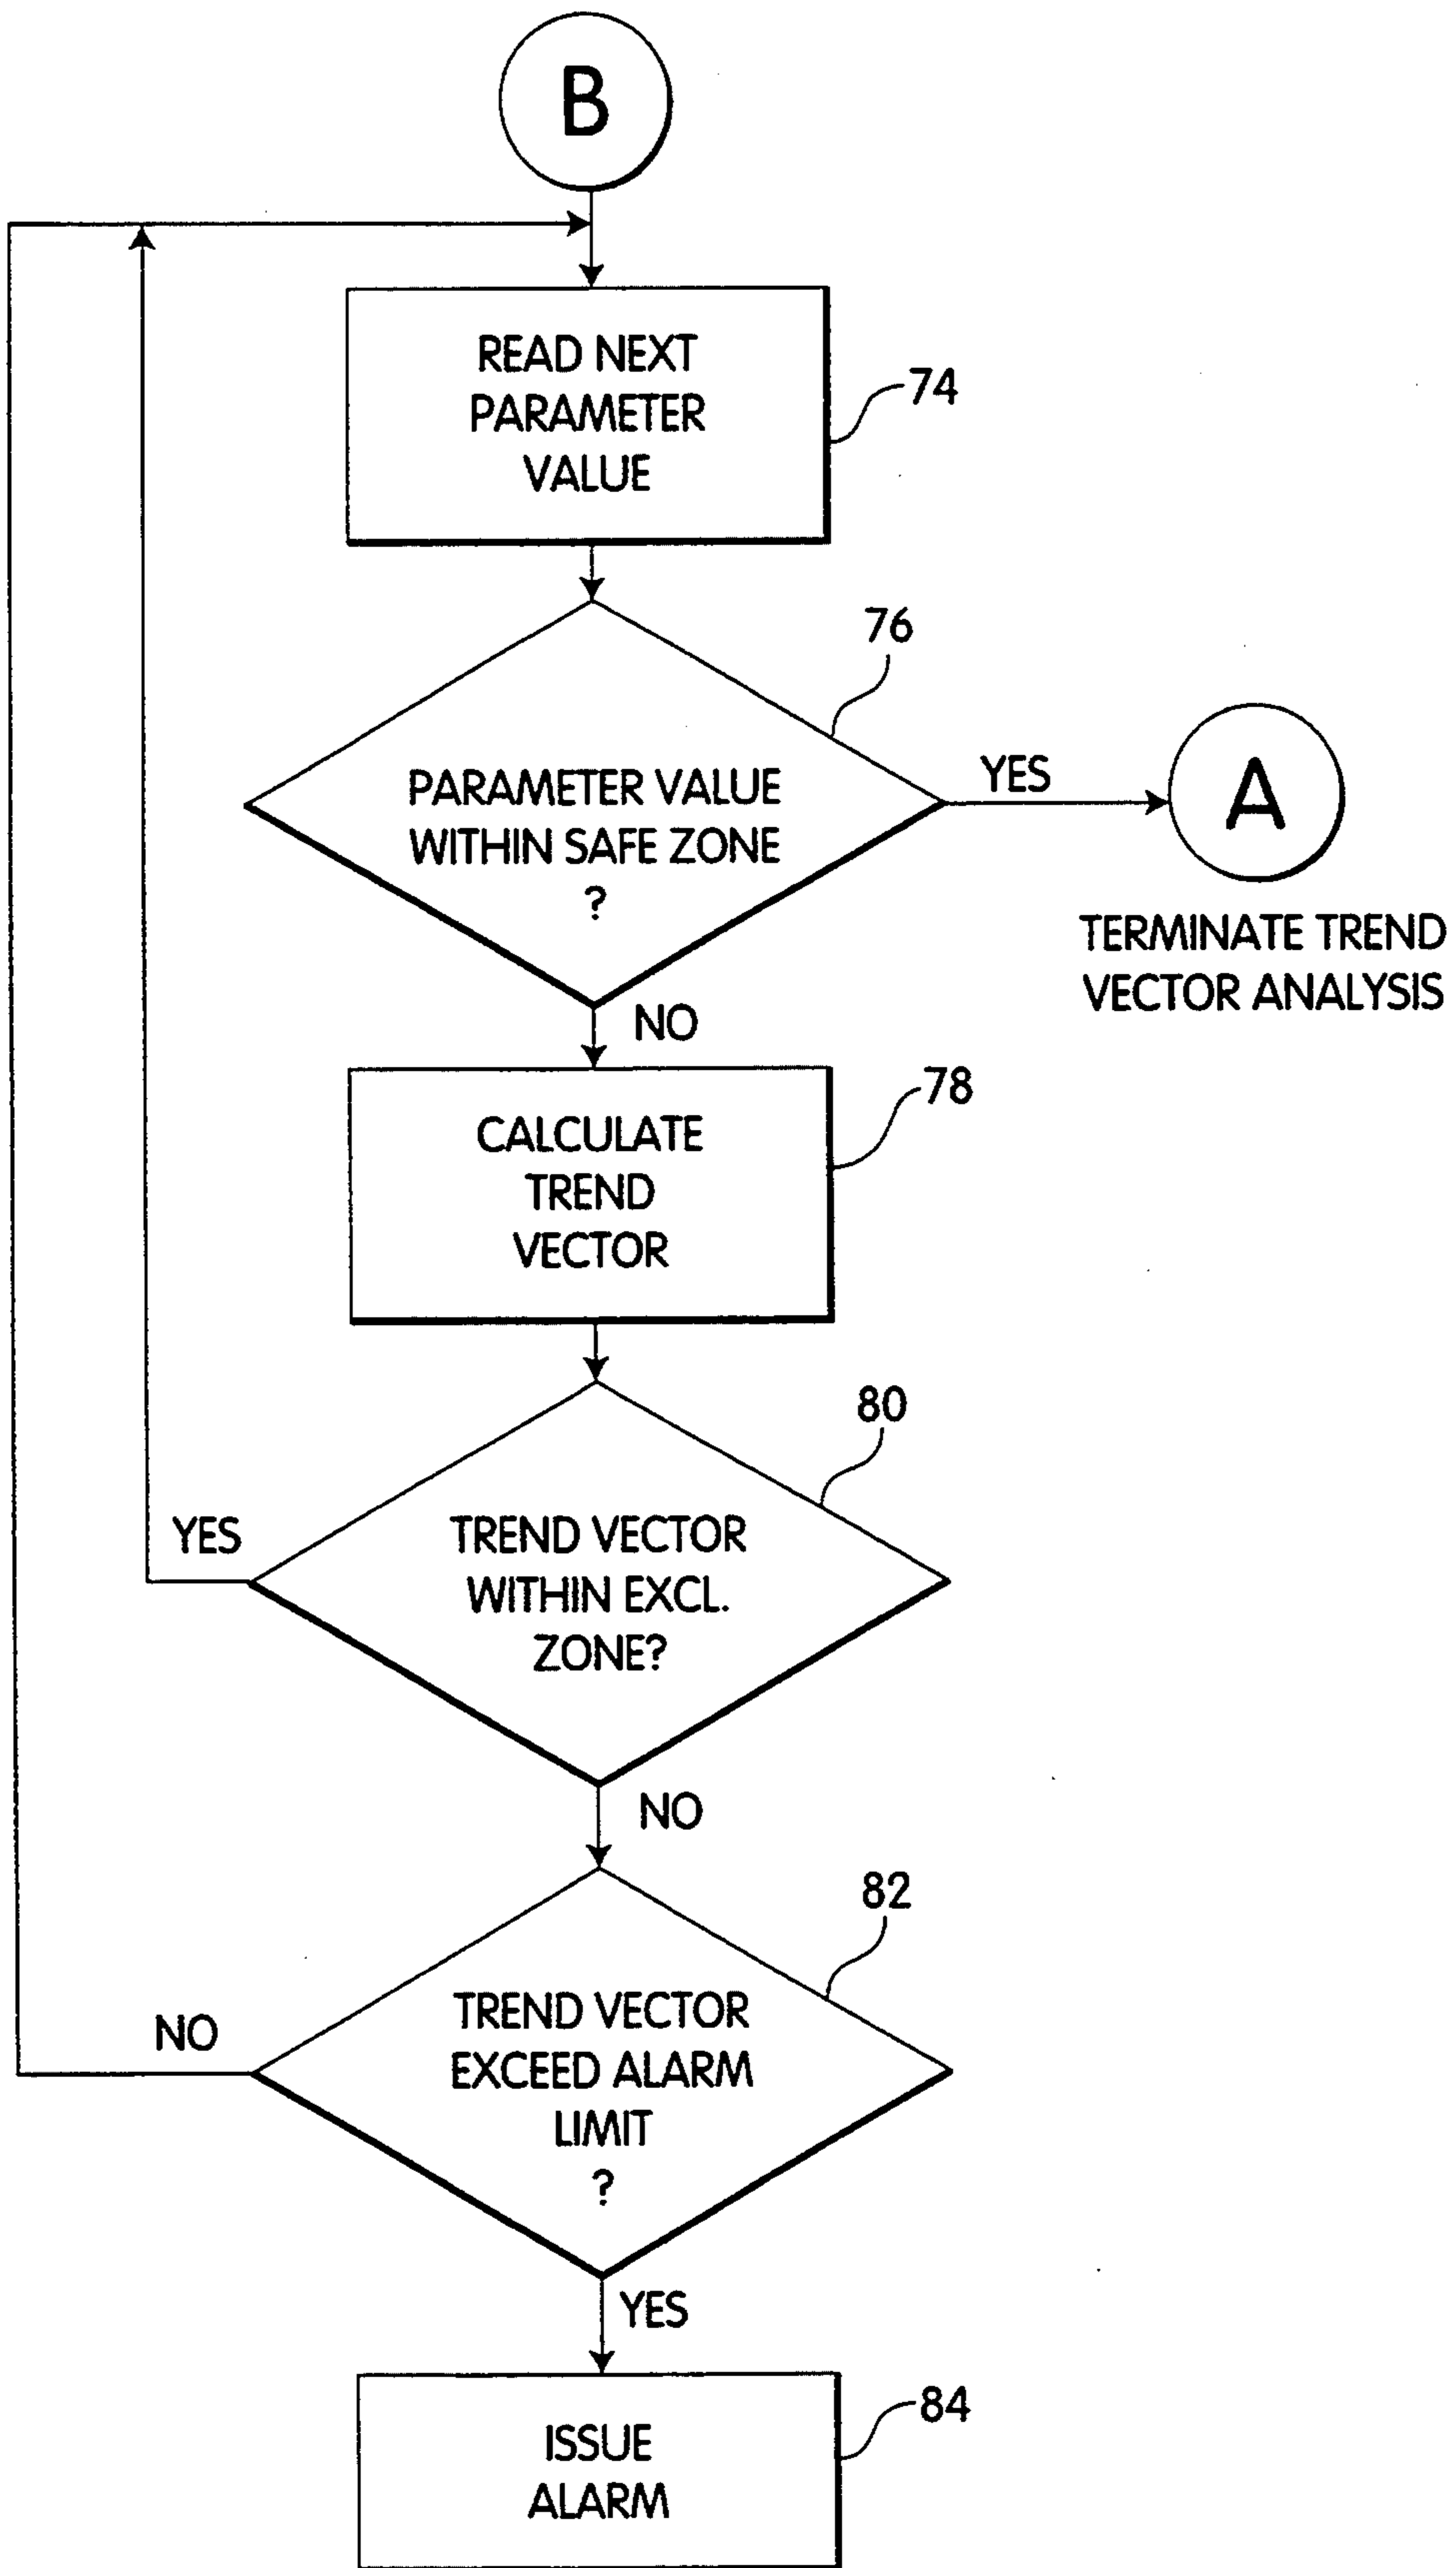 B
READ NEXT
PARAMETER
VALUE
74
76
PARAMETER VALUE
WITHIN SAFE ZONE
?
YES
A
TERMINATE TREND
VECTOR ANALYSIS
NO
CALCULATE
TREND
VECTOR
78
80
YES
TREND VECTOR
WITHIN EXCL.
ZONE?
NO
82
NO
TREND VECTOR
EXCEED ALARM
LIMIT
?
YES
ISSUE
ALARM
84